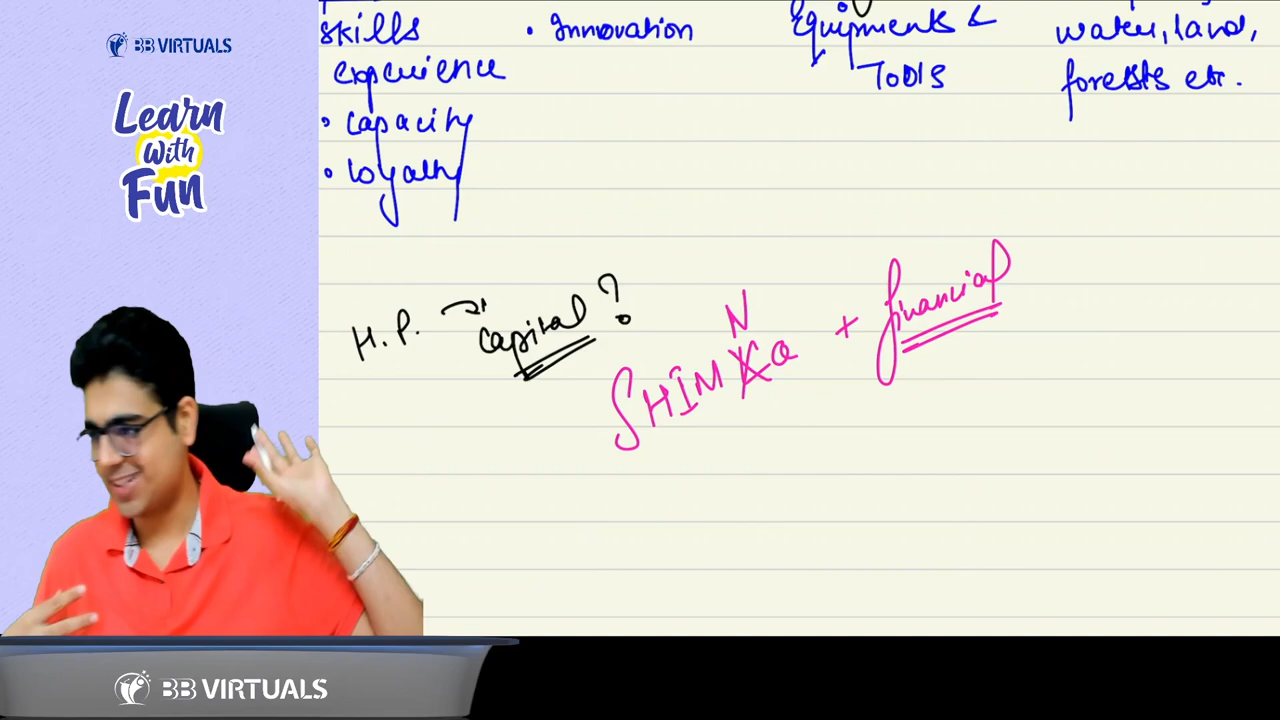 BB VIRTUALS
Learn
With
Fun
skills
experience
• capacity
• loyalty
• Innovation
Equipments &
Tools
water, land,
forests etc.
H.P. → capital ?
N
SHIMLa + financial
BB VIRTUALS